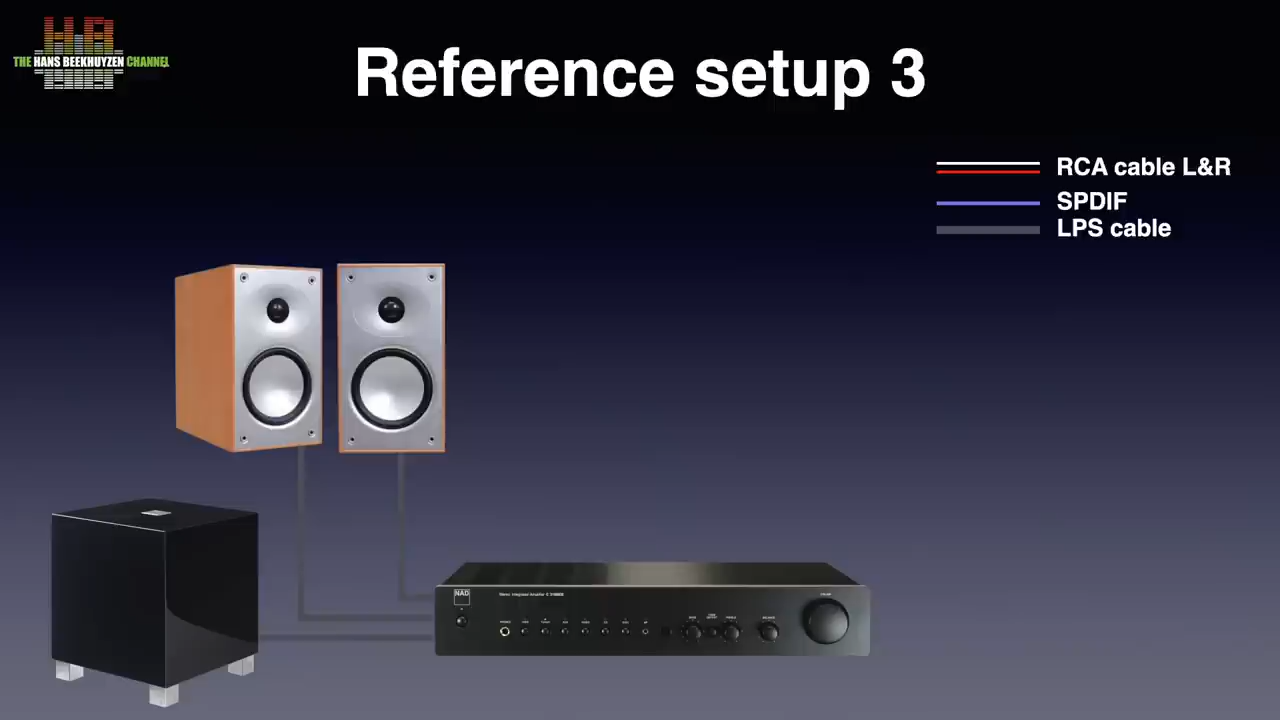 THE HANS BEEKHUYZEN CHANNEL
Reference setup 3
RCA cable L&R
SPDIF
LPS cable
NAD